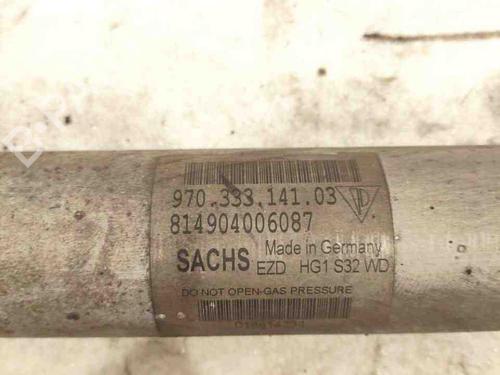 970.333.141.03
814904006087
SACHS
Made in Germany
EZD HG1 S32 WD
DO NOT OPEN-GAS PRESSURE